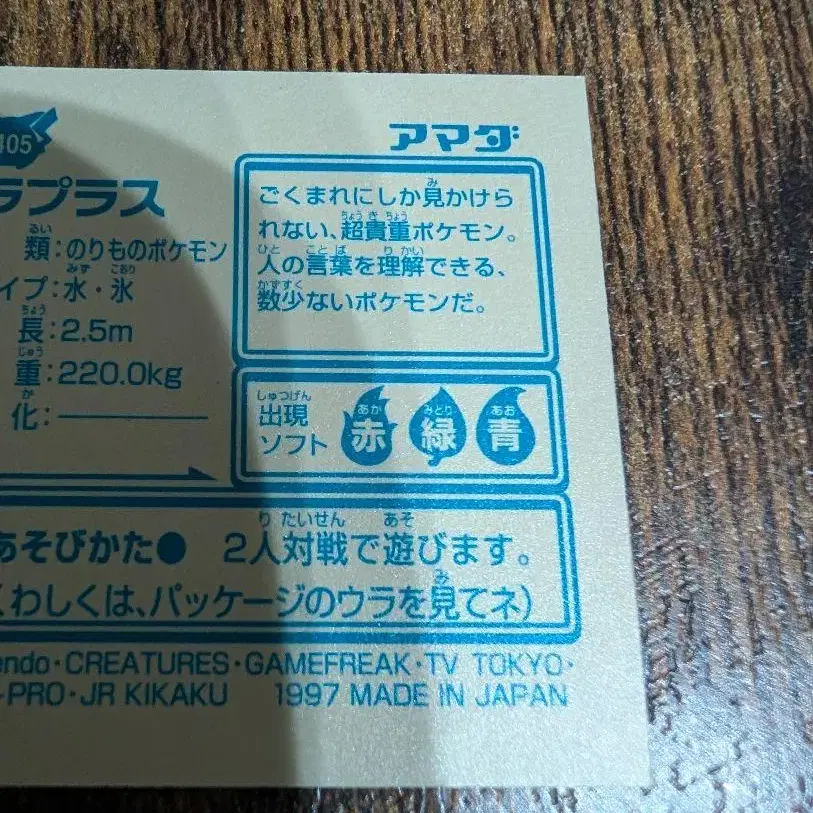 405
アマダ
ラプラス
類:のりものポケモン
イプ:水・氷
長:2.5m
重:220.0kg
化:
ごくまれにしか見かけら
れない、超貴重ポケモン。
人の言葉を理解できる、
数少ないポケモンだ。
出現
ソフト
赤 緑 青
あそびかた● 2人対戦で遊びます。
くわしくは、パッケージのウラを見てネ)
endo・CREATURES・GAMEFREAK・TV TOKYO・
-PRO・JR KIKAKU 1997 MADE IN JAPAN